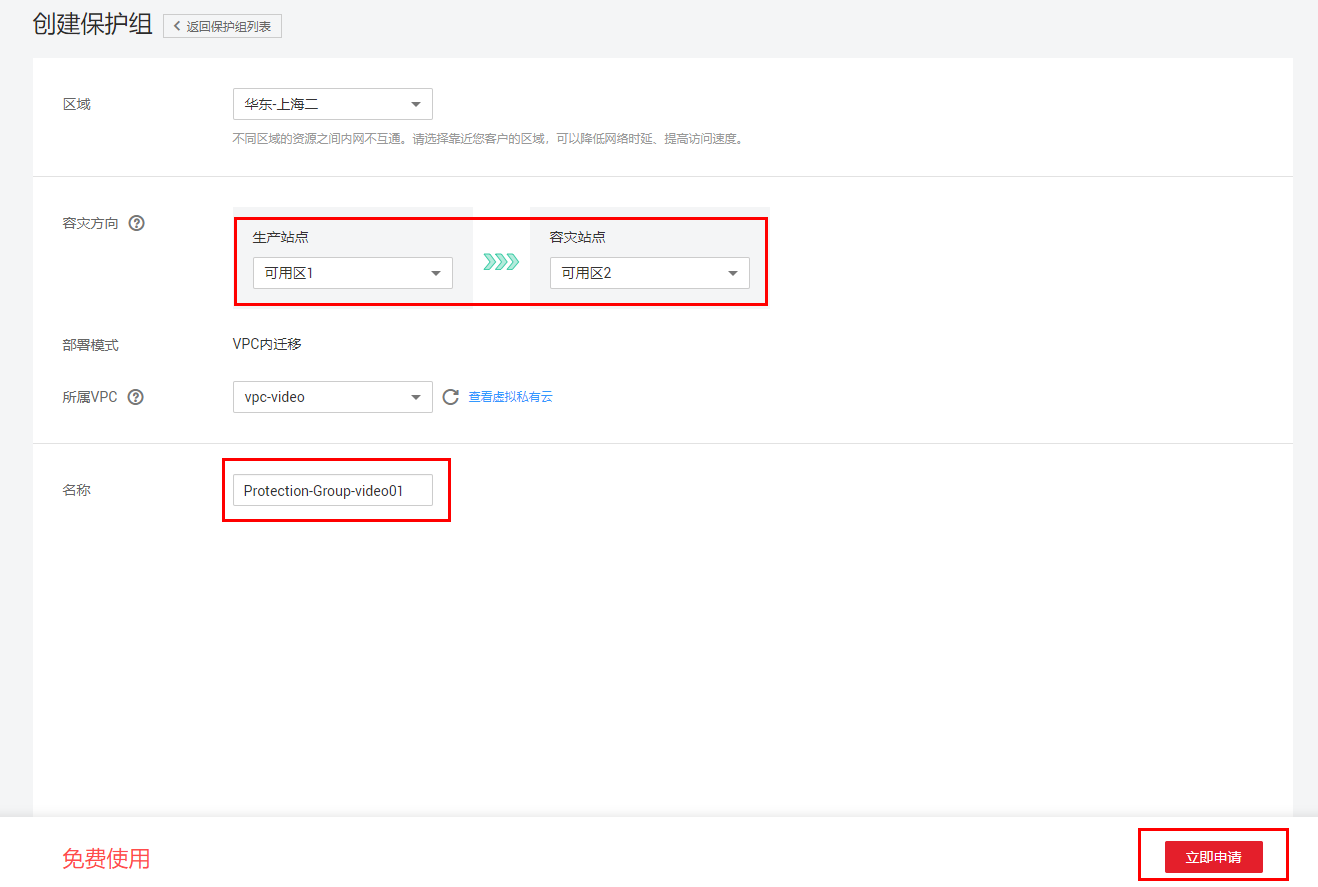 创建保护组
返回保护组列表
区域
华东-上海二
不同区域的资源之间内网不互通。请选择靠近您客户的区域，可以降低网络时延、提高访问速度。
容灾方向 ?
生产站点
可用区1
容灾站点
可用区2
部署模式
VPC内迁移
所属VPC ?
vpc-video
查看虚拟私有云
名称
Protection-Group-video01
免费使用
立即申请